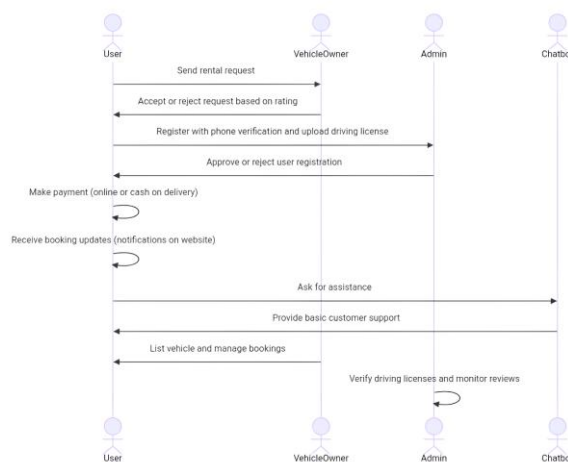 User VehicleOwner Admin Chatbot
Send rental request
Accept or reject request based on rating
Register with phone verification and upload driving license
Approve or reject user registration
Make payment (online or cash on delivery)
Receive booking updates (notifications on website)
Ask for assistance
Provide basic customer support
List vehicle and manage bookings
Verify driving licenses and monitor reviews
User VehicleOwner Admin Chatbot